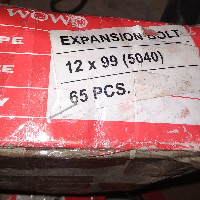 WOW
EXPANSION BOLT
12 x 99 (5040)
65 PCS.